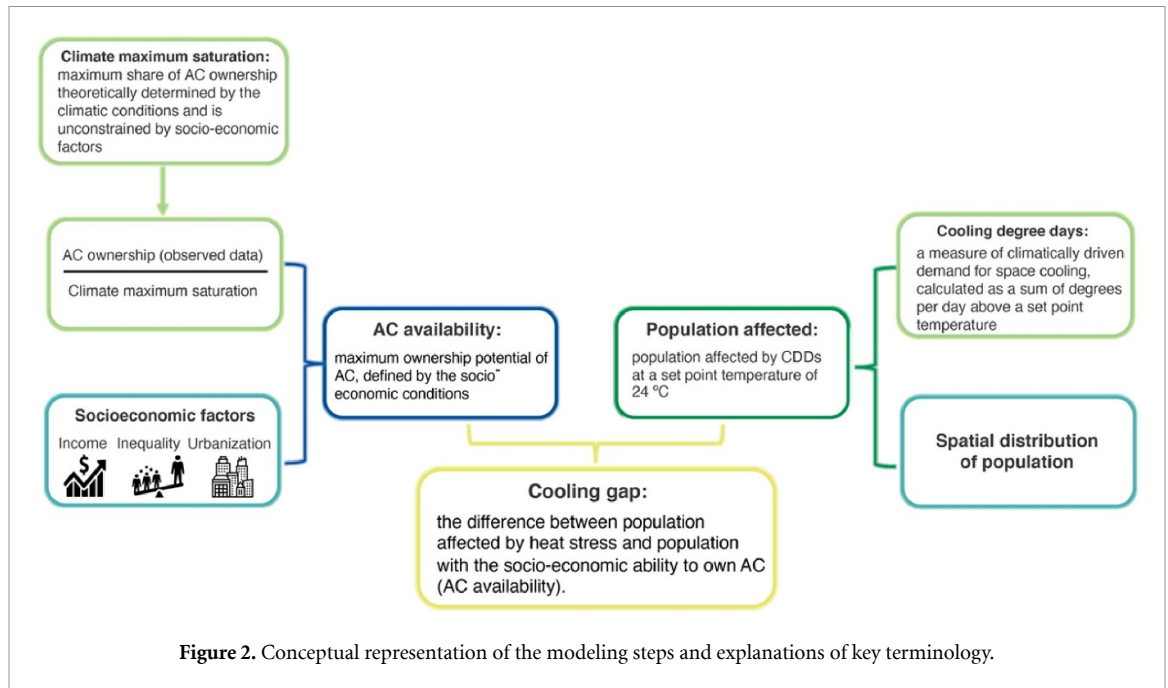 Climate maximum saturation:
maximum share of AC ownership
theoretically determined by the
climatic conditions and is
unconstrained by socio-economic
factors
AC ownership (observed data)
Climate maximum saturation
Socioeconomic factors
Income Inequality Urbanization
$
AC availability:
maximum ownership potential of
AC, defined by the socio-
economic conditions
Population affected:
population affected by CDDs
at a set point temperature of
24 ºC
Cooling degree days:
a measure of climatically driven
demand for space cooling,
calculated as a sum of degrees
per day above a set point
temperature
Spatial distribution
of population
Cooling gap:
the difference between population
affected by heat stress and population
with the socio-economic ability to own AC
(AC availability).
Figure 2. Conceptual representation of the modeling steps and explanations of key terminology.